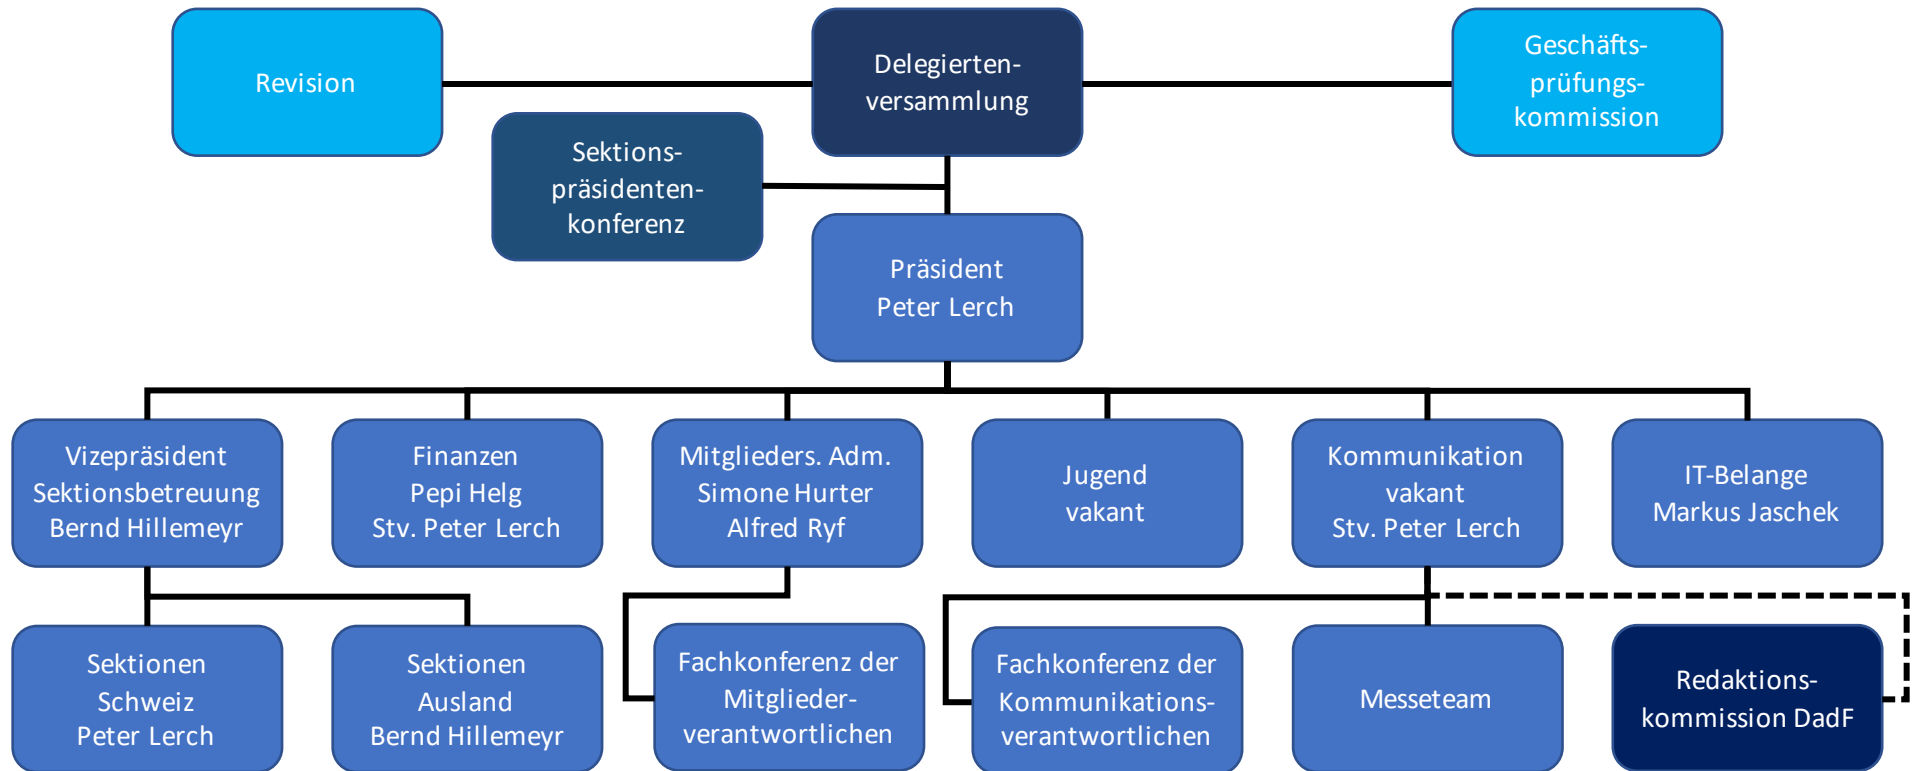 Revision
Delegierten-
versammlung
Geschäfts-
prüfungs-
kommission
Sektions-
präsidenten-
konferenz
Präsident
Peter Lerch
Vizepräsident
Sektionsbetreuung
Bernd Hillemeyr
Finanzen
Pepi Helg
Stv. Peter Lerch
Mitglieders. Adm.
Simone Hurter
Alfred Ryf
Jugend
vakant
Kommunikation
vakant
Stv. Peter Lerch
IT-Belange
Markus Jaschek
Sektionen
Schweiz
Peter Lerch
Sektionen
Ausland
Bernd Hillemeyr
Fachkonferenz der
Mitglieder-
verantwortlichen
Fachkonferenz der
Kommunikations-
verantwortlichen
Messeteam
Redaktions-
kommission DadF